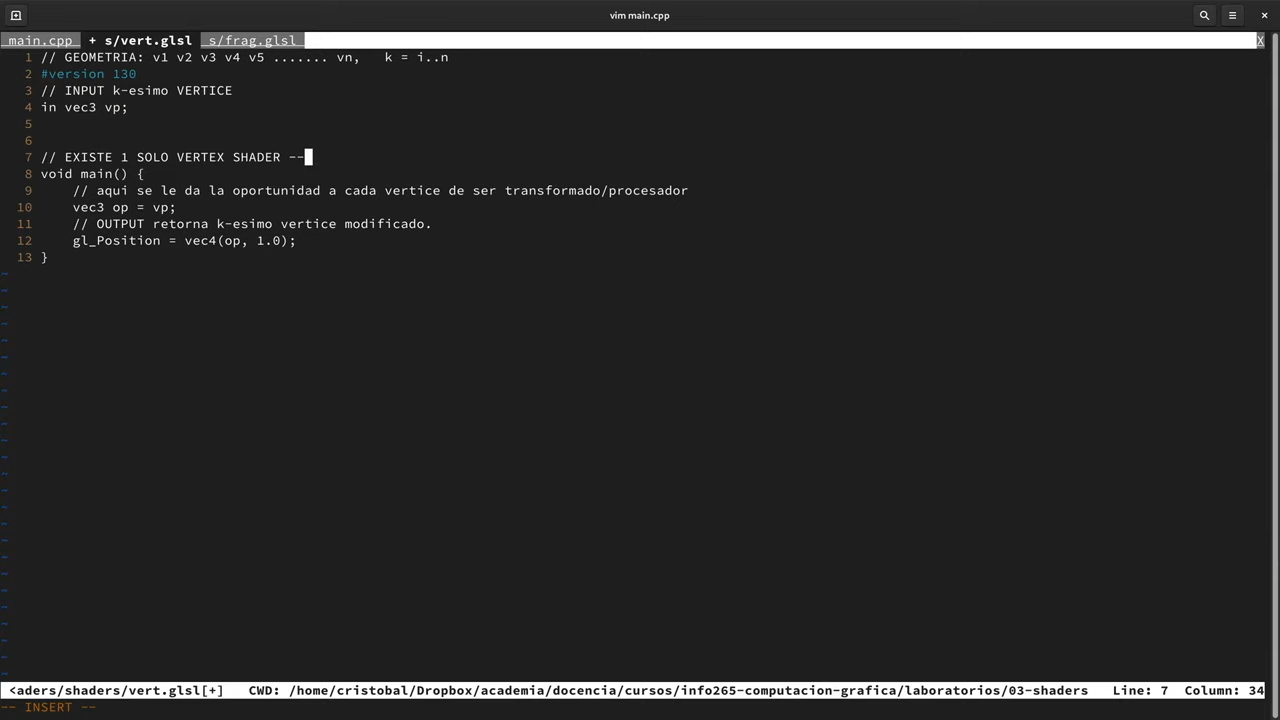 vim main.cpp
main.cpp + s/vert.glsl s/frag.glsl X
1 // GEOMETRIA: v1 v2 v3 v4 v5 ....... vn, k = i..n
2 #version 130
3 // INPUT k-esimo VERTICE
4 in vec3 vp;
5
6
7 // EXISTE 1 SOLO VERTEX SHADER --
8 void main() {
9 // aqui se le da la oportunidad a cada vertice de ser transformado/procesador
10 vec3 op = vp;
11 // OUTPUT retorna k-esimo vertice modificado.
12 gl_Position = vec4(op, 1.0);
13 }
<aders/shaders/vert.glsl[+] CWD: /home/cristobal/Dropbox/academia/docencia/cursos/info265-computacion-grafica/laboratorios/03-shaders Line: 7 Column: 34
-- INSERT --